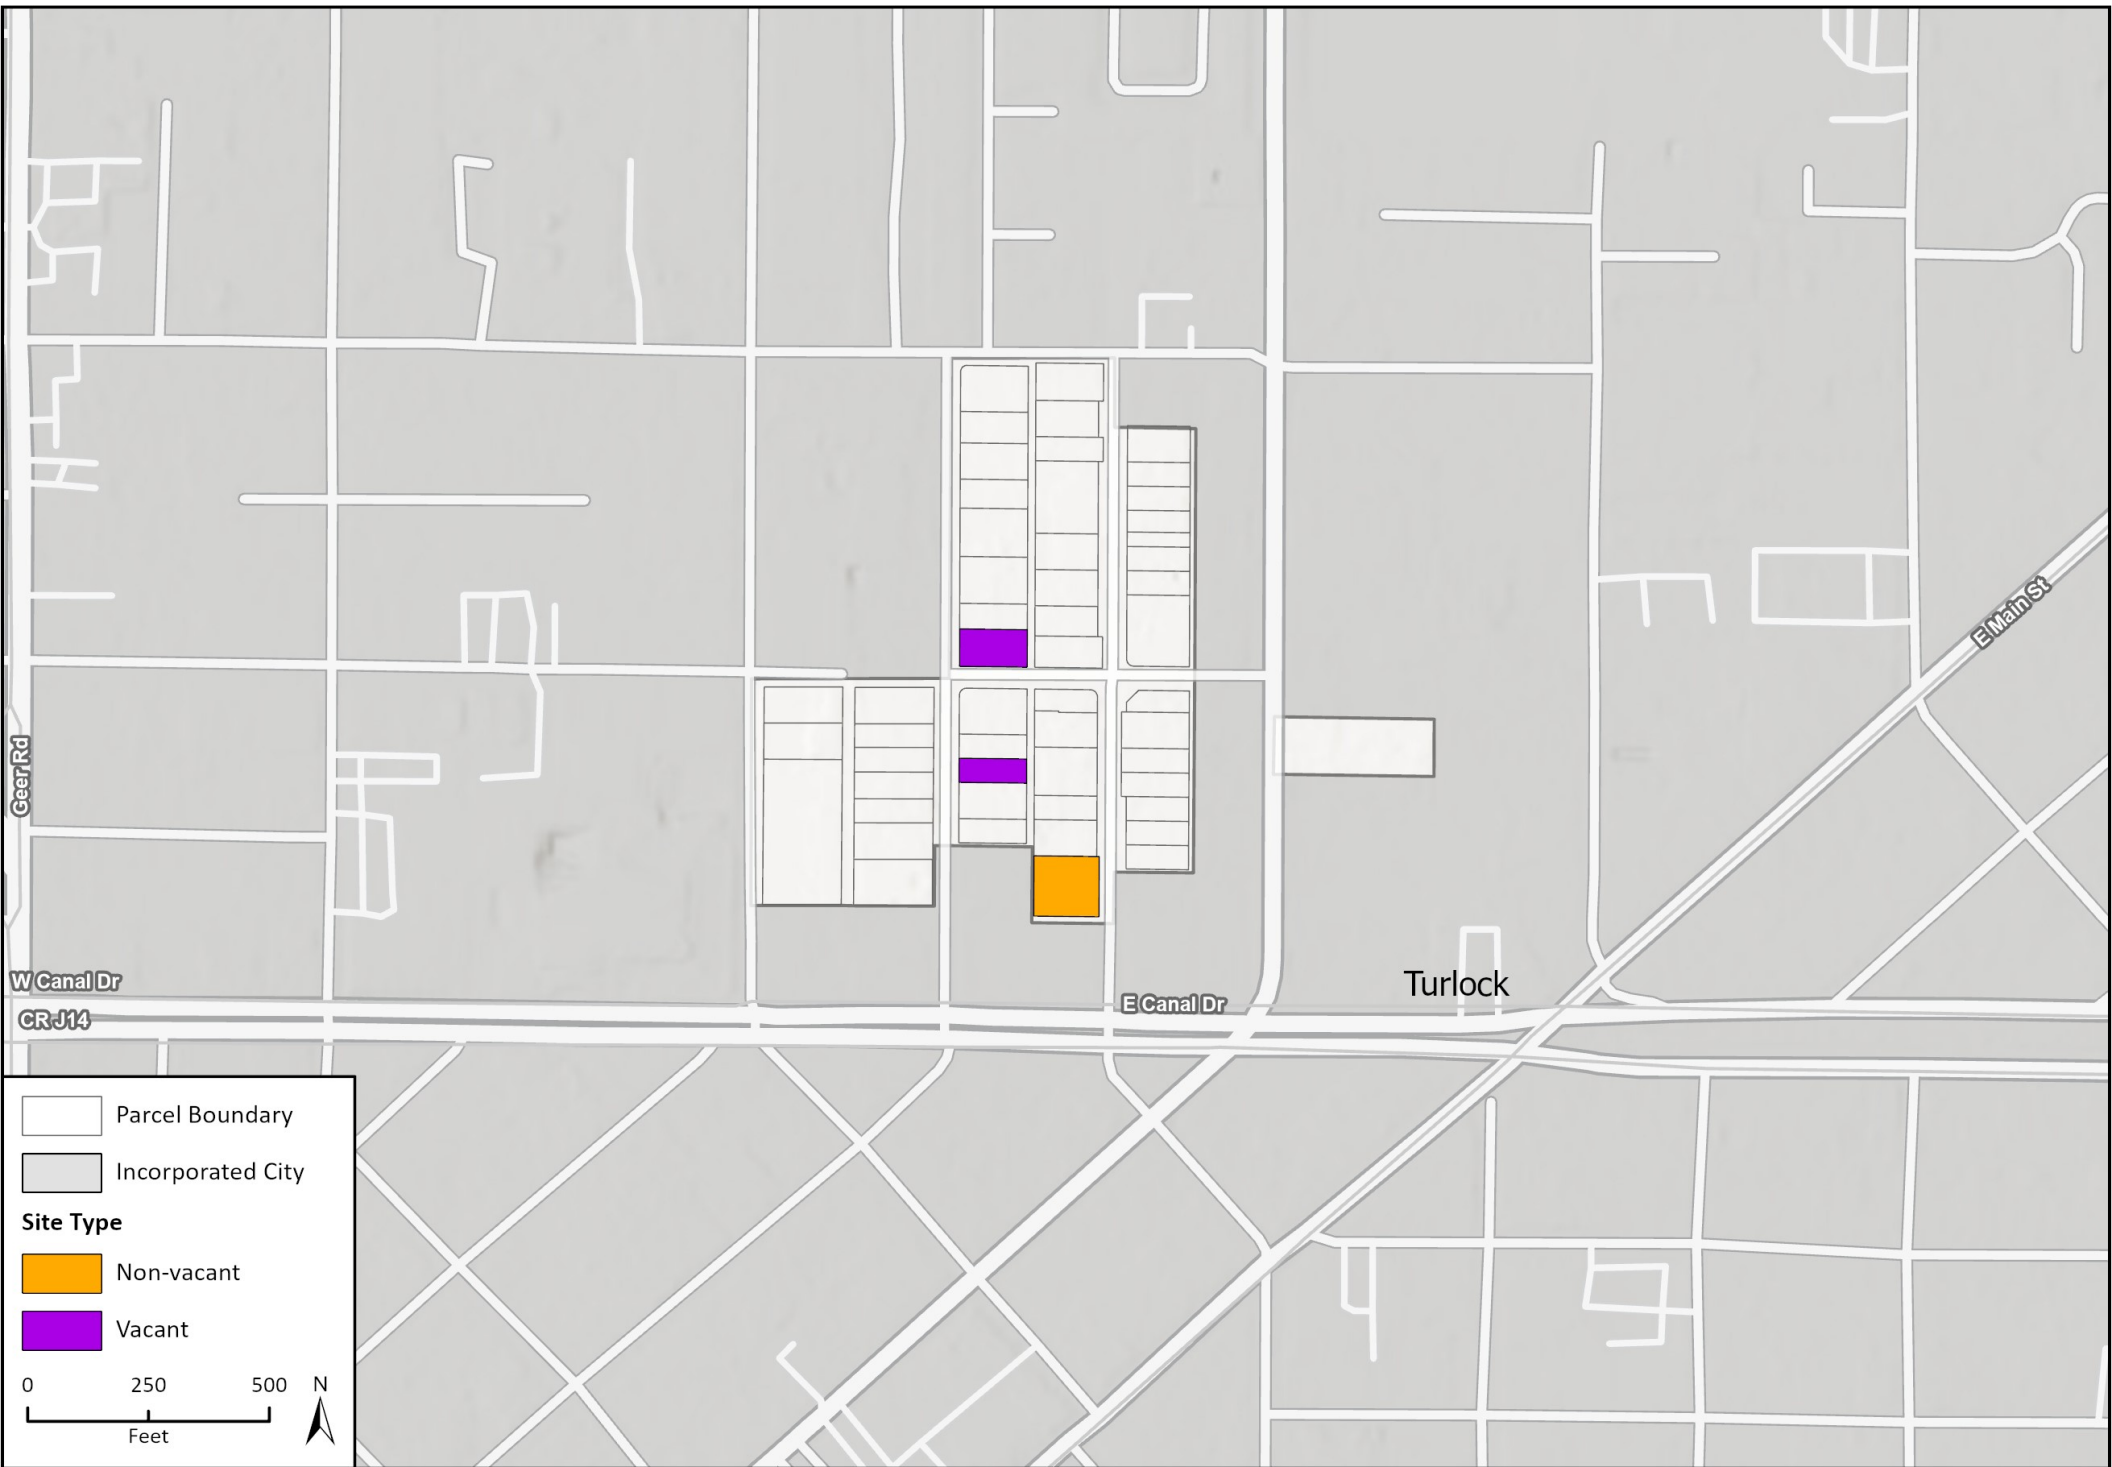 E Main St
Geer Rd
W Canal Dr
CR J14
E Canal Dr
Turlock
Parcel Boundary
Incorporated City
Site Type
Non-vacant
Vacant
0 250 500 N
Feet